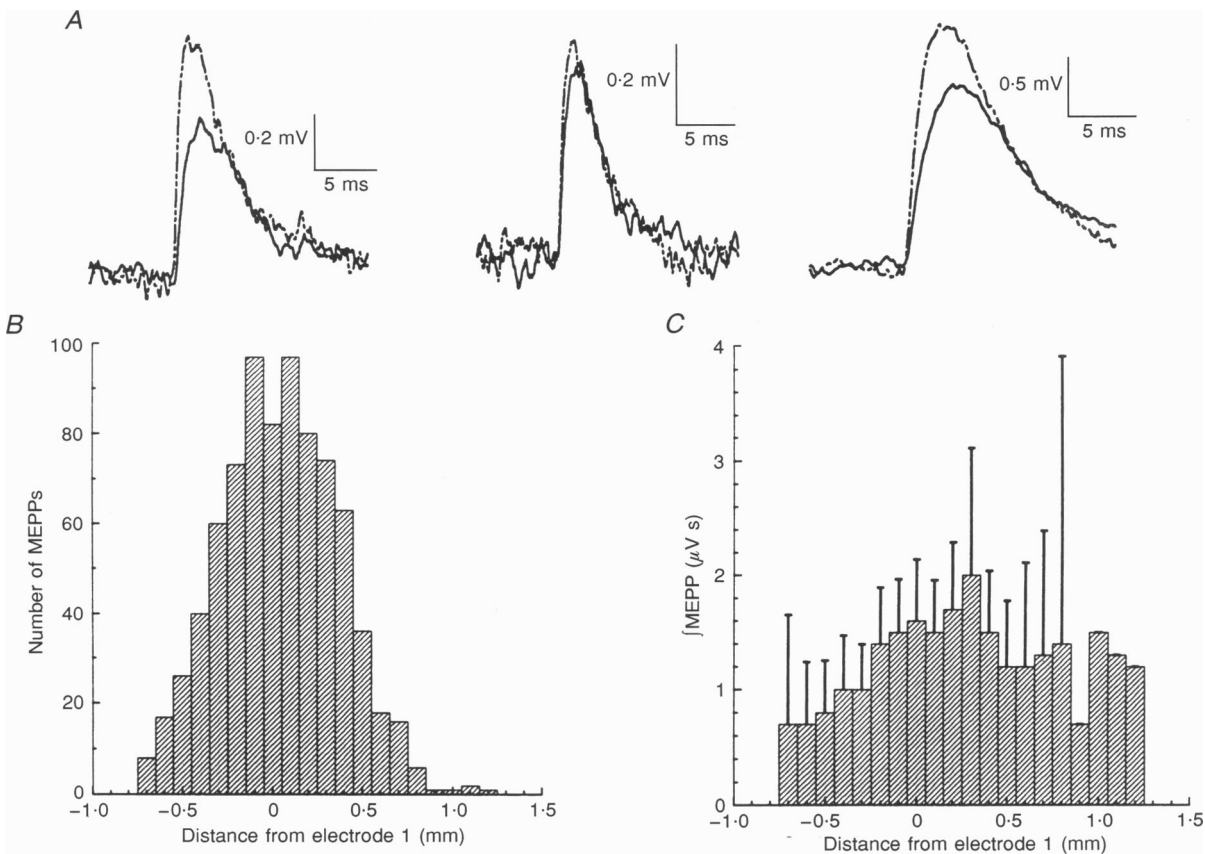 A
0·2 mV
5 ms
0·2 mV
5 ms
0·5 mV
5 ms
B
Number of MEPPs
100
80
60
40
20
0
−1·0
−0·5
0
0·5
1·0
1·5
Distance from electrode 1 (mm)
C
∫MEPP (μV s)
4
3
2
1
0
−1·0
−0·5
0
0·5
1·0
1·5
Distance from electrode 1 (mm)